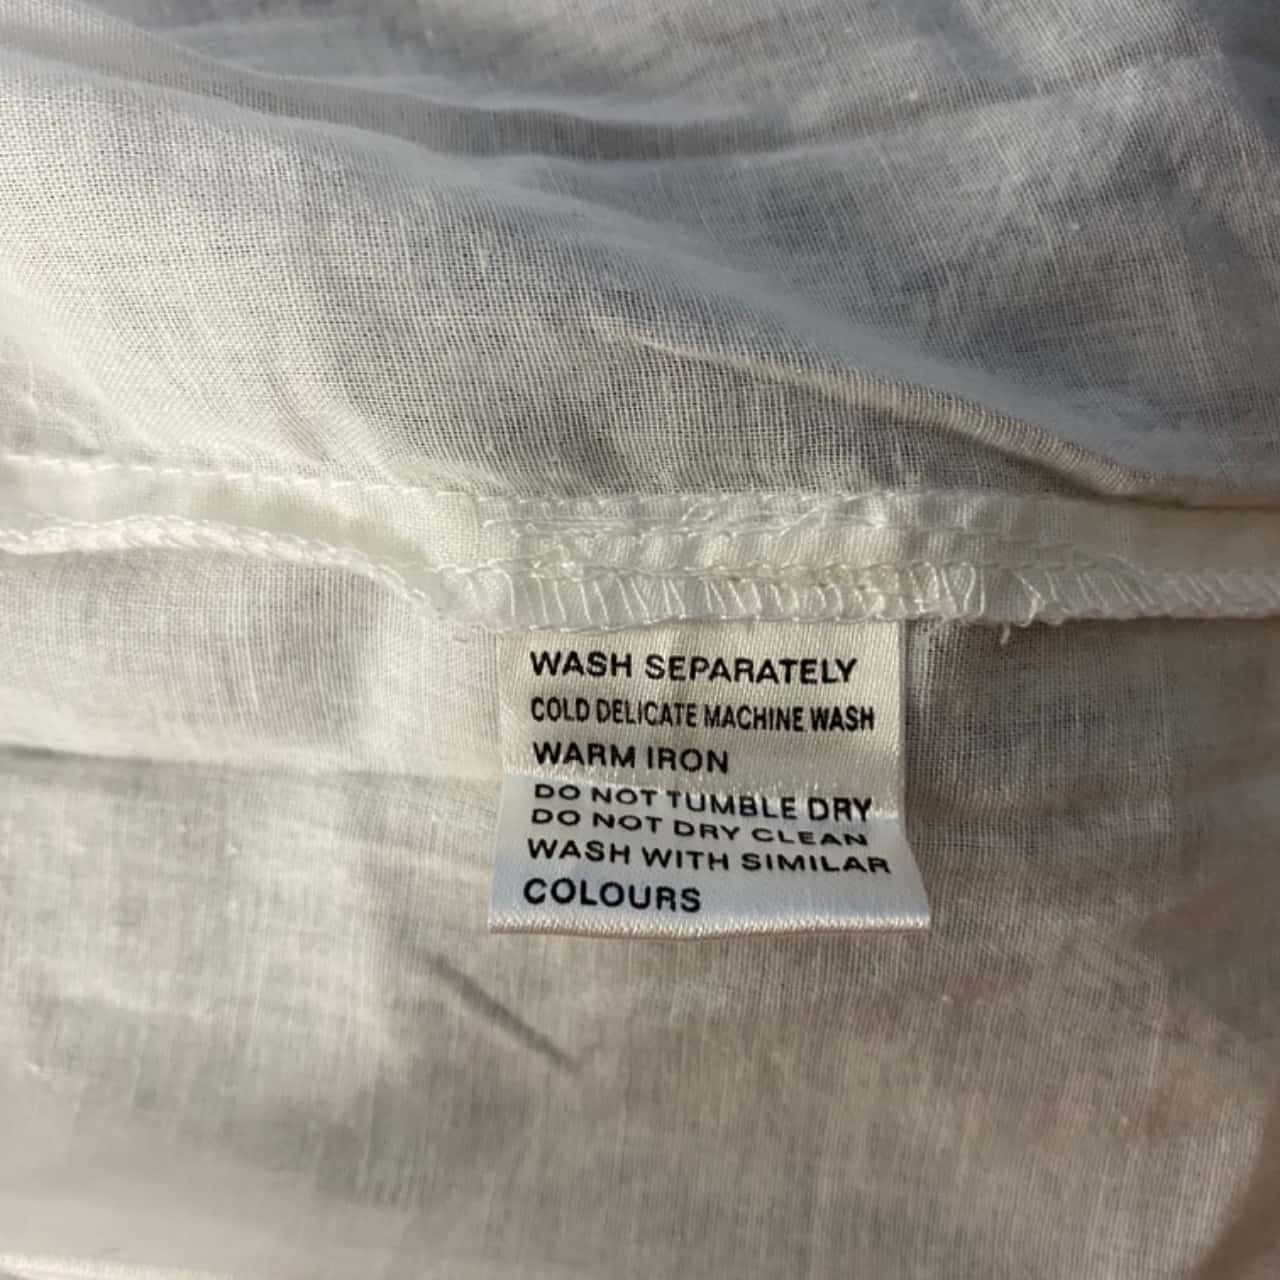 WASH SEPARATELY
COLD DELICATE MACHINE WASH
WARM IRON
DO NOT TUMBLE DRY
DO NOT DRY CLEAN
WASH WITH SIMILAR
COLOURS